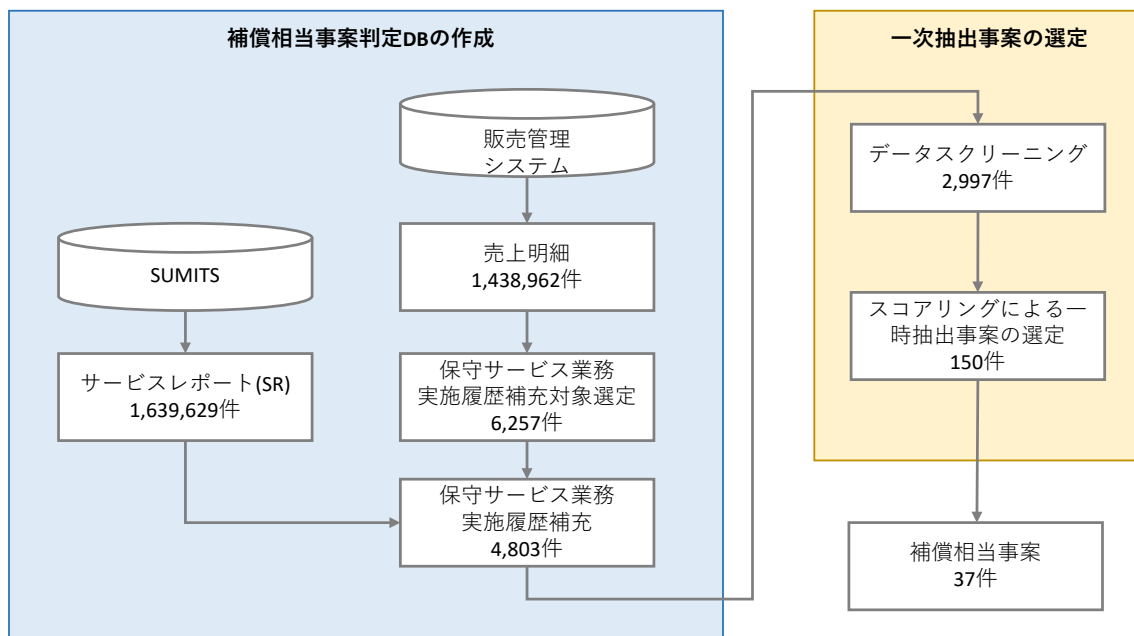 補償相当事案判定DBの作成
販売管理
システム
売上明細
1,438,962件
SUMITS
サービスレポート(SR)
1,639,629件
保守サービス業務
実施履歴補充対象選定
6,257件
保守サービス業務
実施履歴補充
4,803件
一次抽出事案の選定
データスクリーニング
2,997件
スコアリングによる一
時抽出事案の選定
150件
補償相当事案
37件